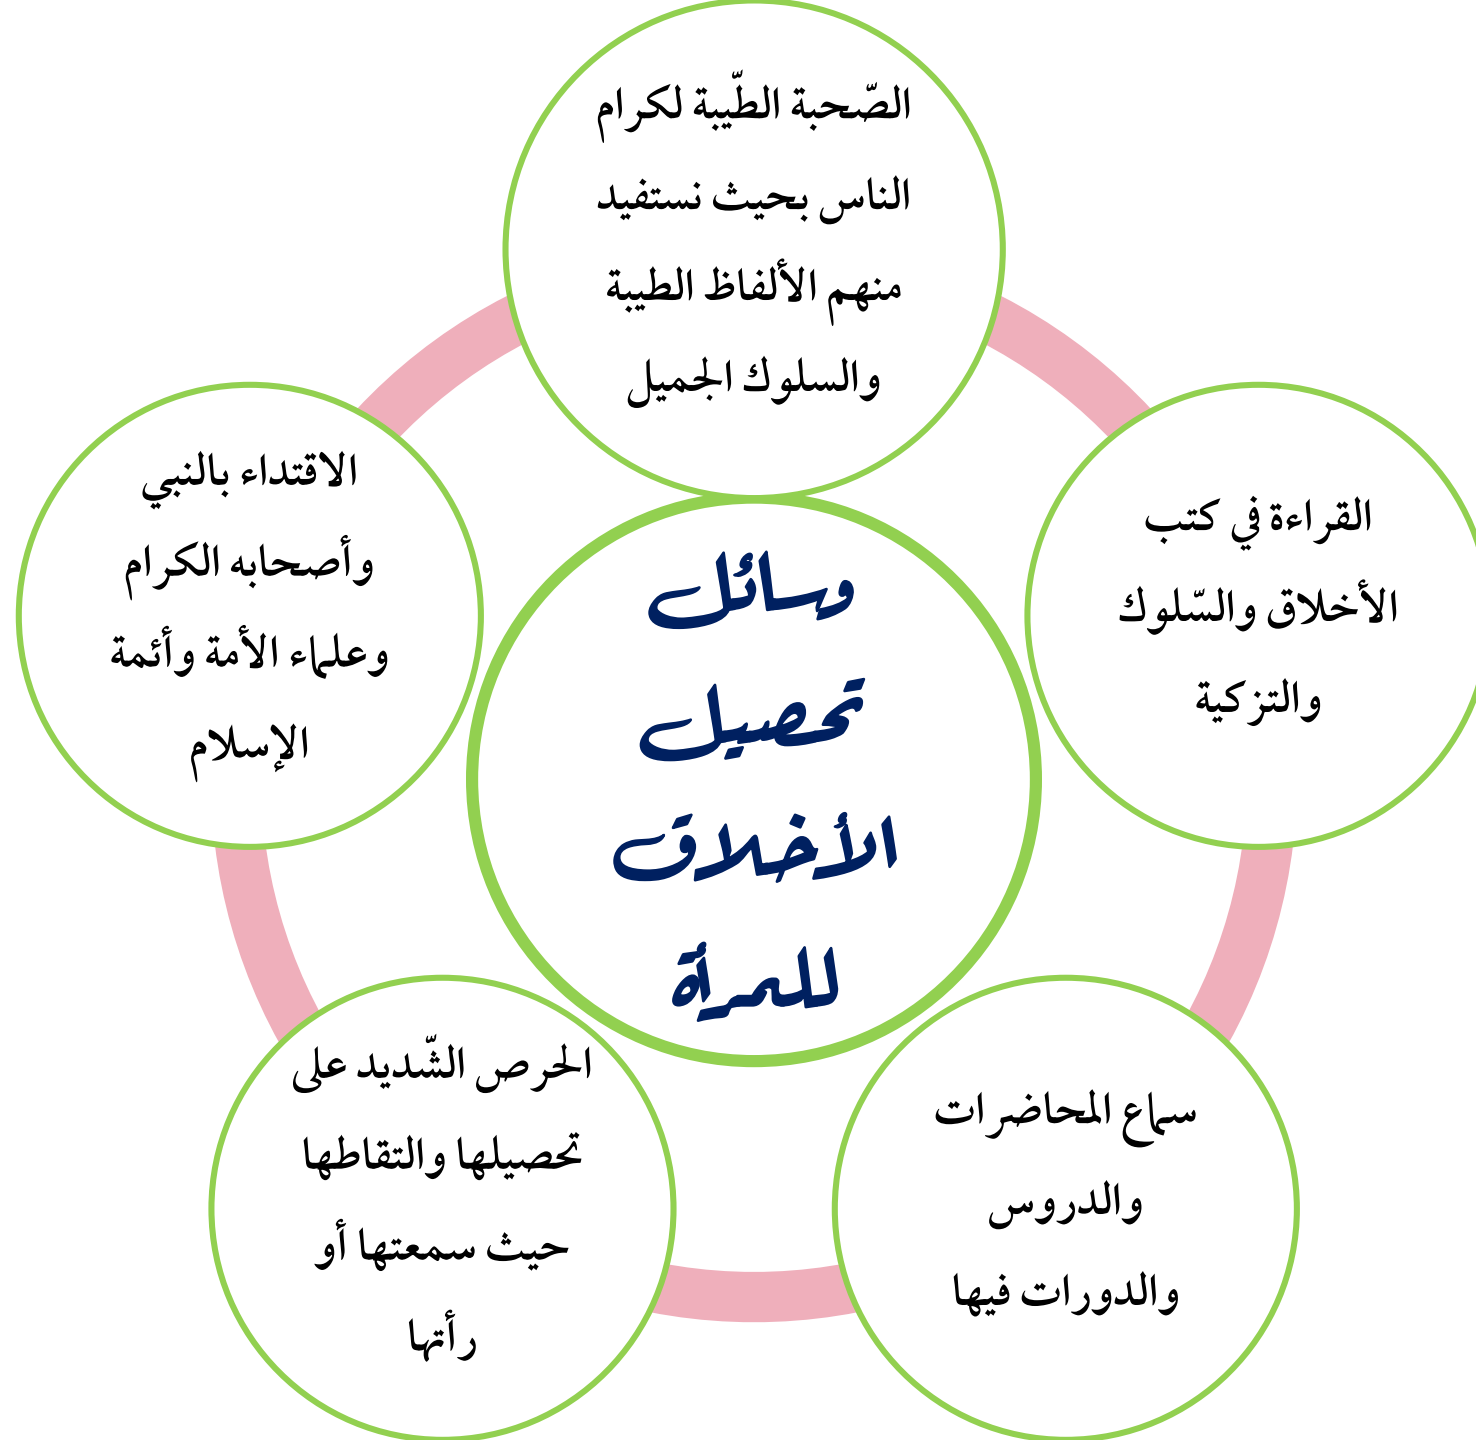 الصّحبة الطّيبة لكرام
الناس بحيث نستفيد
منهم الألفاظ الطيبة
والسلوك الجميل
القراءة في كتب
الأخلاق والسّلوك
والتزكية
سماع المحاضرات
والدروس
والدورات فيها
الحرص الشّديد على
تحصيلها والتقاطها
حيث سمعتها أو
رأتها
الاقتداء بالنبي
وأصحابه الكرام
وعلماء الأمة وأئمة
الإسلام
وسائل
تحصيل
الأخلاق
للمرأة